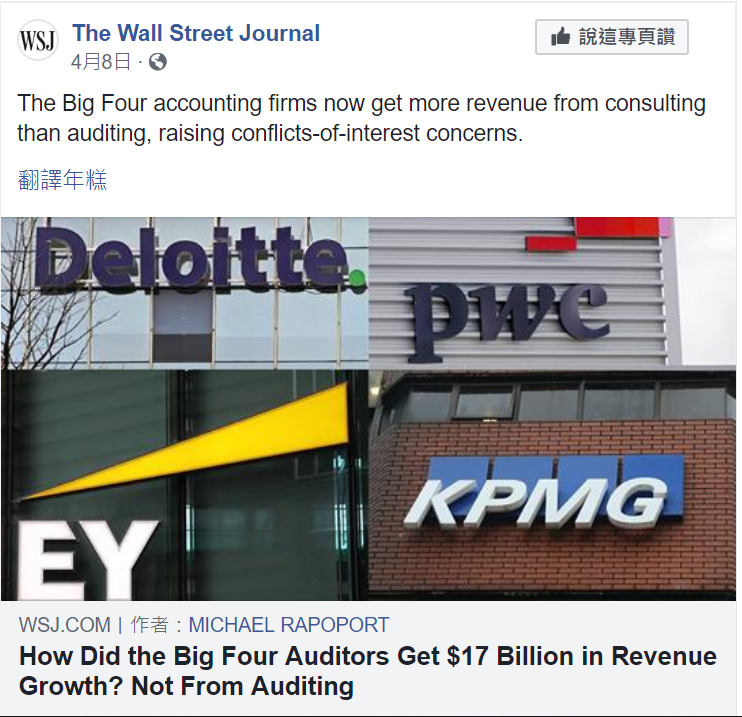 WSJ
The Wall Street Journal
4月8日 ·
說這專頁讚
The Big Four accounting firms now get more revenue from consulting
than auditing, raising conflicts-of-interest concerns.
翻譯年糕
Deloitte.
pwc
EY
KPMG
WSJ.COM | 作者：MICHAEL RAPOPORT
How Did the Big Four Auditors Get $17 Billion in Revenue
Growth? Not From Auditing